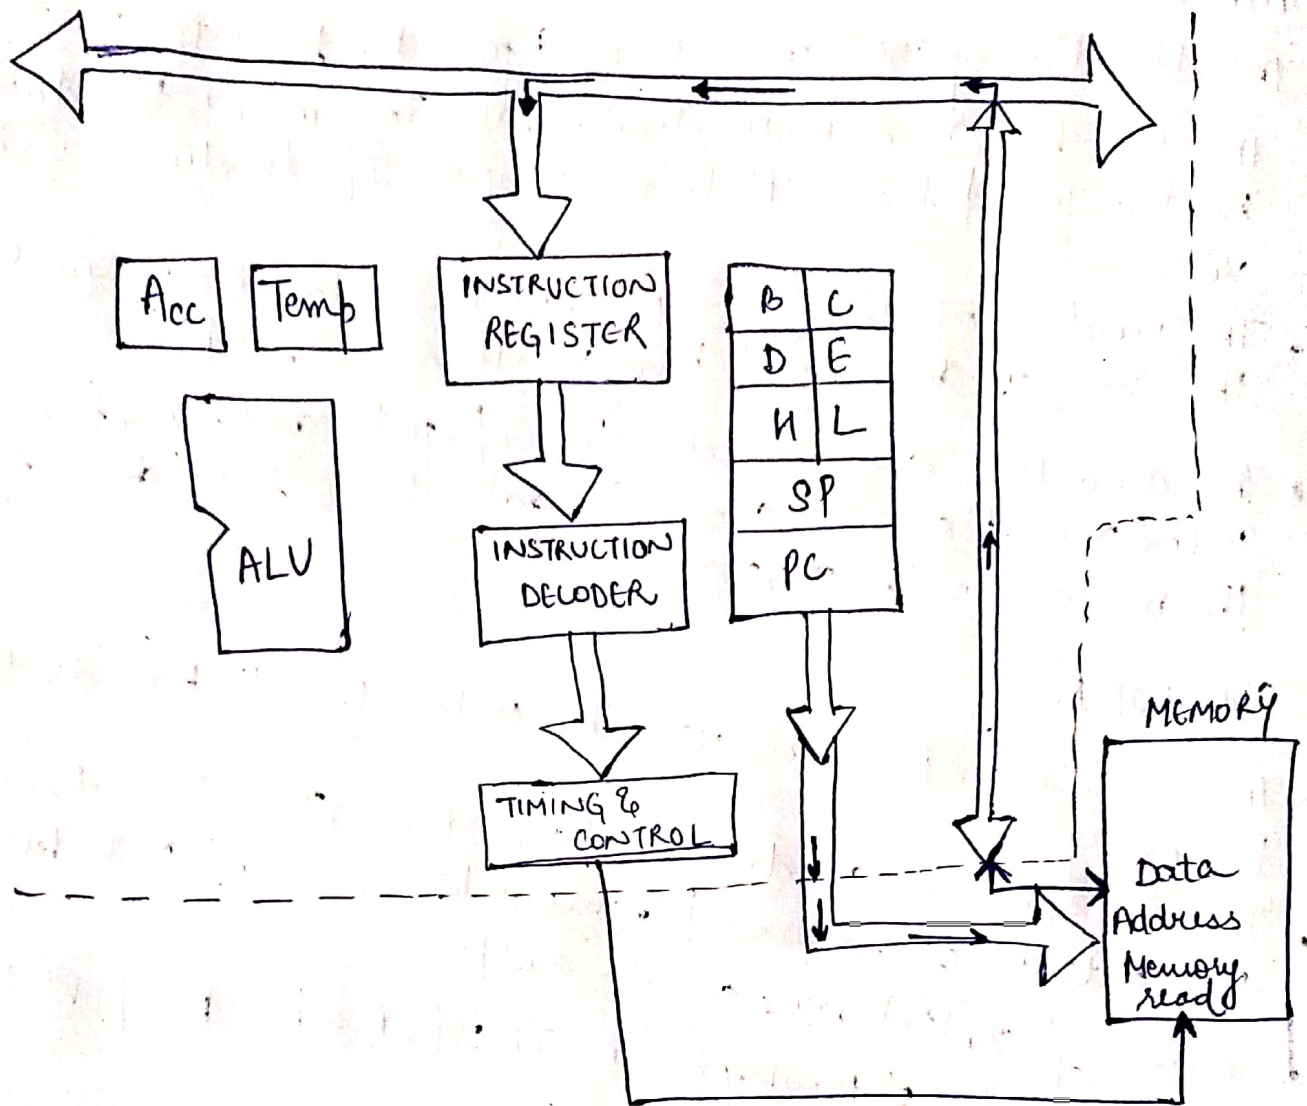 Acc
Temp
INSTRUCTION
REGISTER
B C
D E
H L
SP
PC
ALU
INSTRUCTION
DECODER
TIMING &
CONTROL
MEMORY
Data
Address
Memory
read